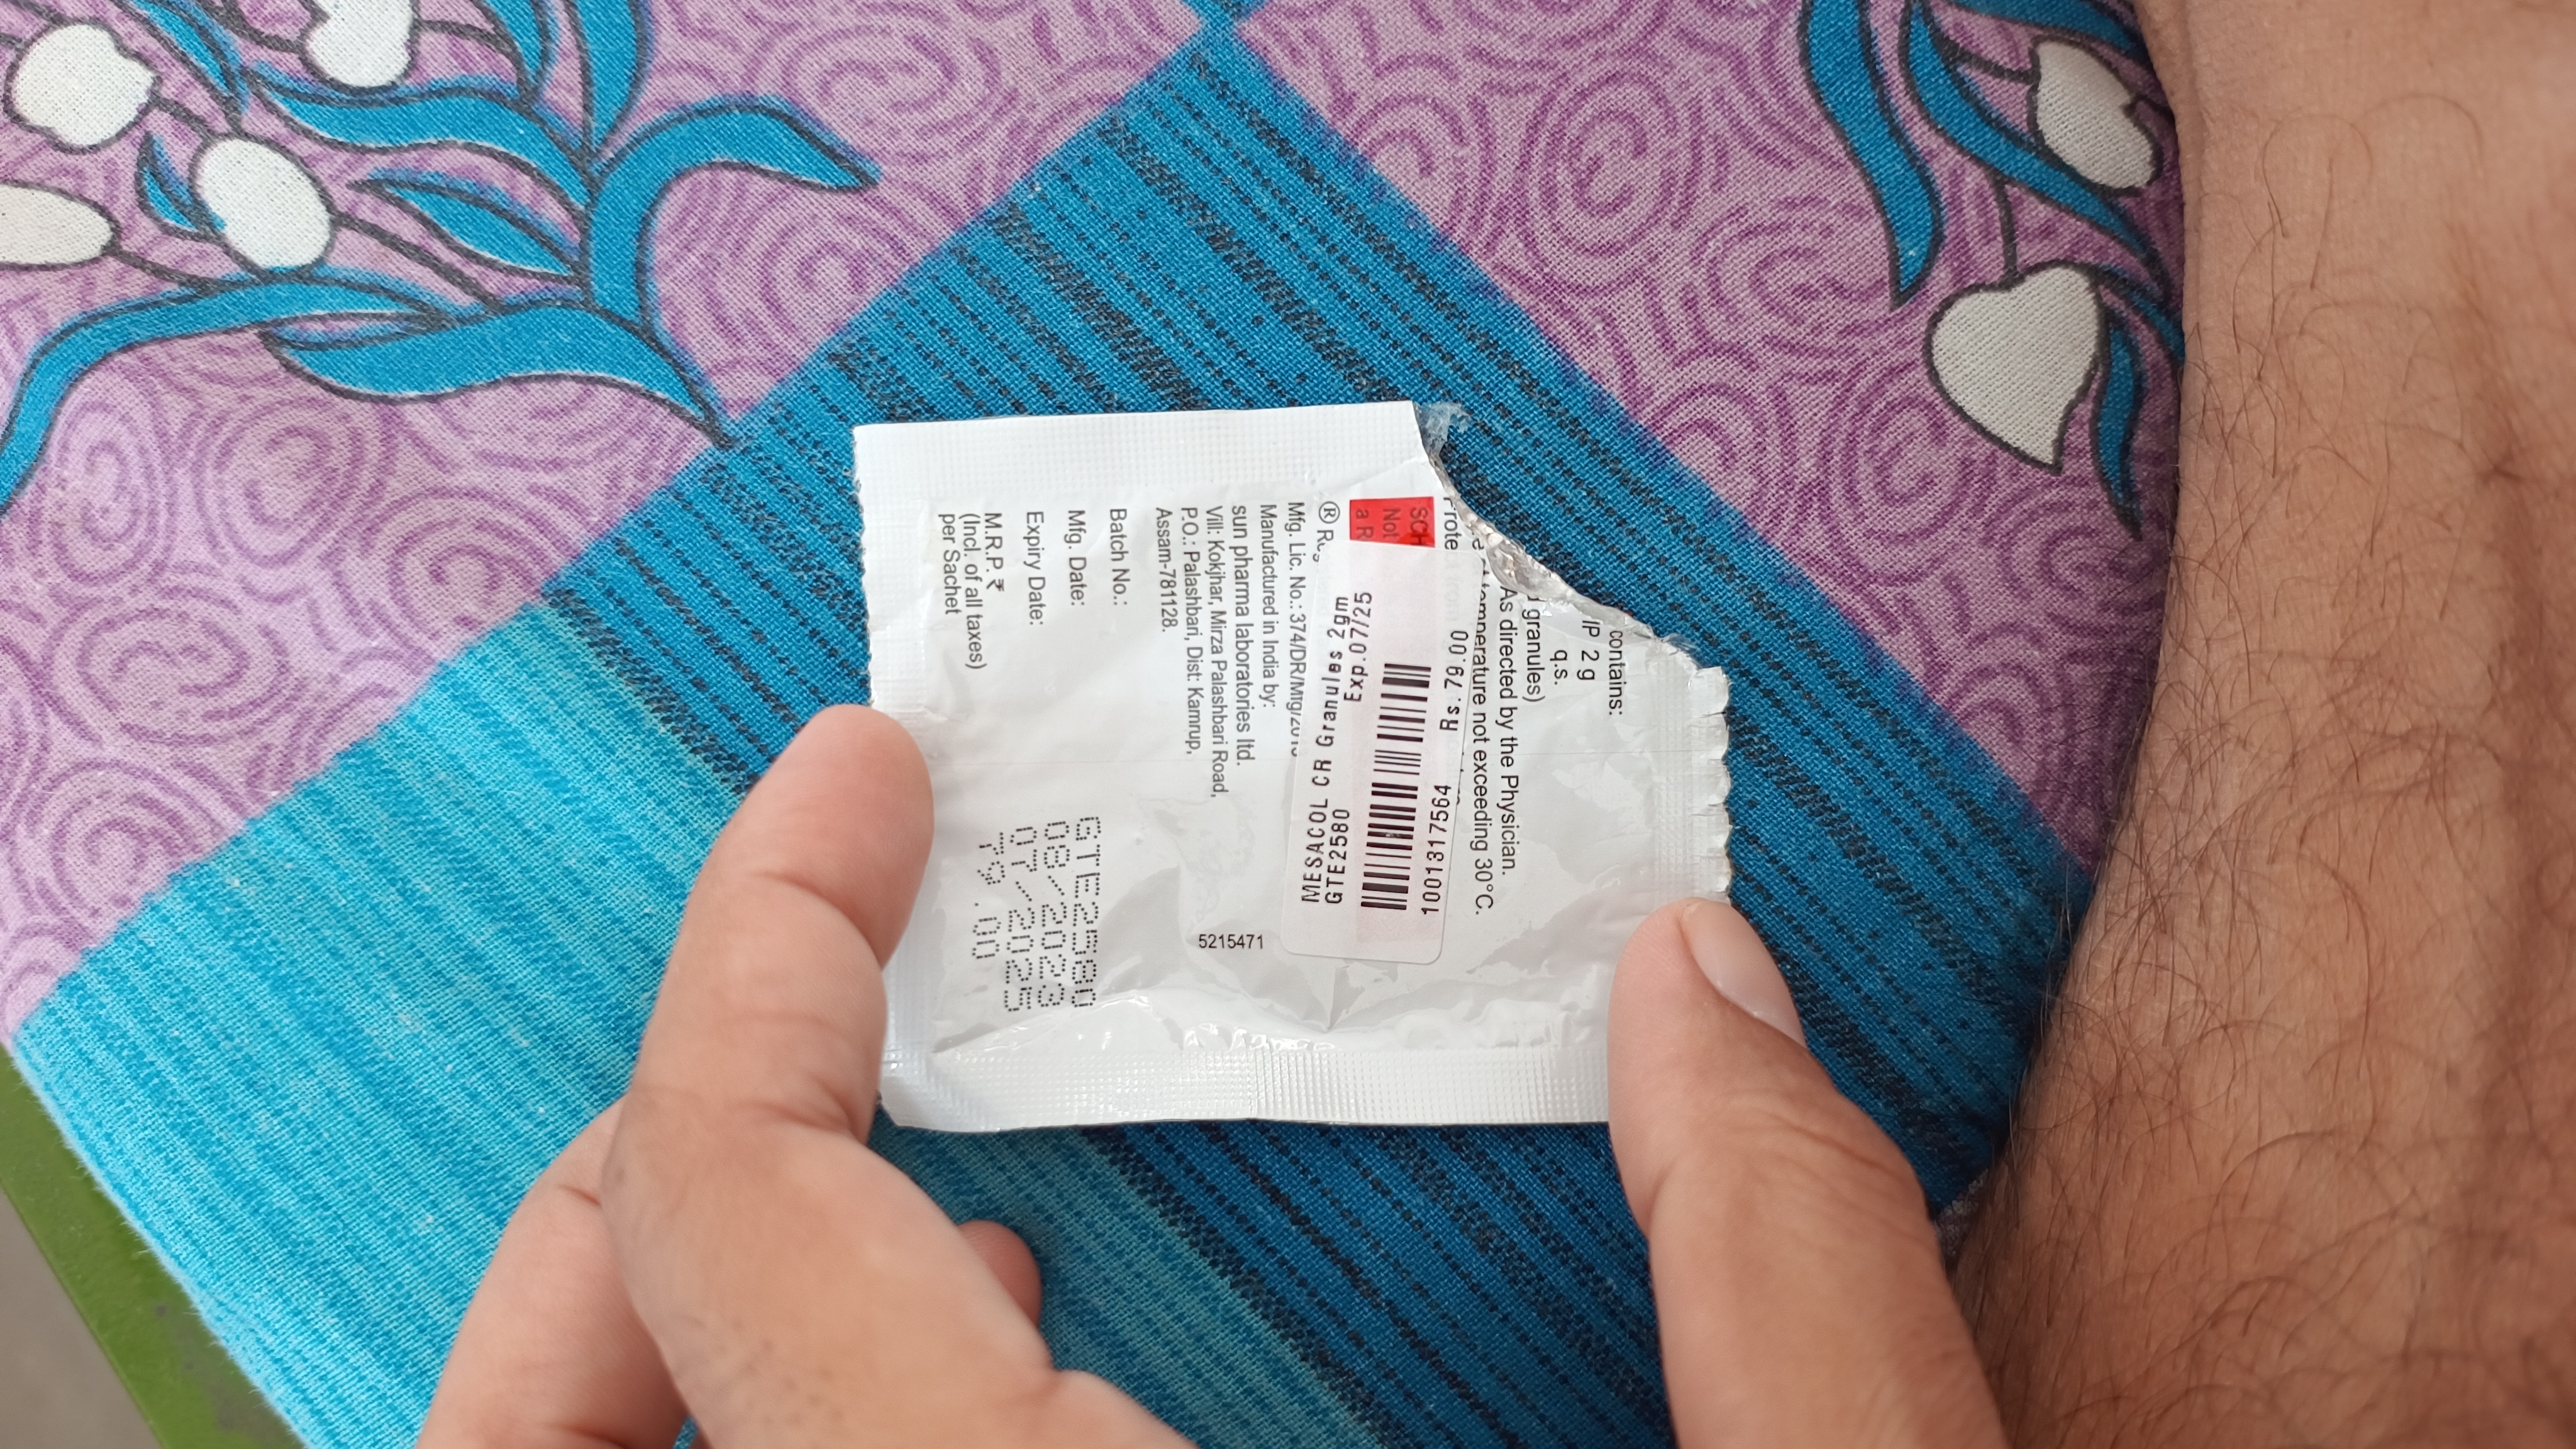 contains:
IP 2 g
q.s.
granules)
As directed by the Physician.
temperature not exceeding 30°C.
SCH
Not
a R
®
Mfg. Lic. No.: 374/DR/Mfg/
Manufactured in India by:
sun pharma laboratories ltd.
Vill: Kokjhar, Mirza Palashbari Road,
P.O.: Palashbari, Dist: Kamrup,
Assam-781128.
5215471
Batch No.: GTE2580
Mfg. Date: 08/2023
Expiry Date: 07/2025
M.R.P. ₹ 79.00
(Incl. of all taxes)
per Sachet
MESACOL CR Granules 2gm
GTE2580 Exp.07/25
1001317564 Rs.79.00